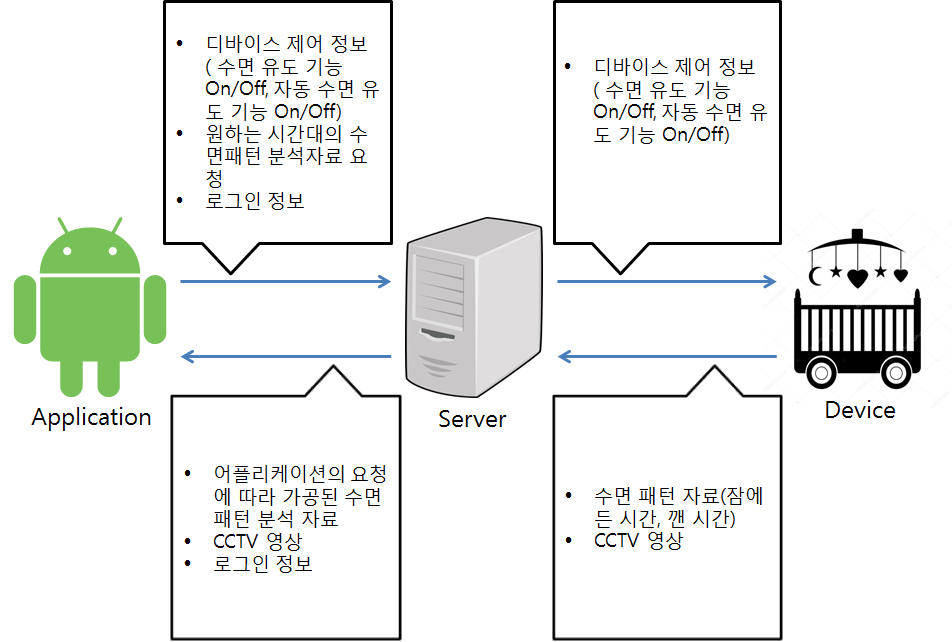 • 디바이스 제어 정보
( 수면 유도 기능
On/Off, 자동 수면 유
도 기능 On/Off)
• 원하는 시간대의 수
면패턴 분석자료 요
청
• 로그인 정보
• 디바이스 제어 정보
( 수면 유도 기능
On/Off, 자동 수면 유
도 기능 On/Off)
Application
Server
Device
• 어플리케이션의 요청
에 따라 가공된 수면
패턴 분석 자료
• CCTV 영상
• 로그인 정보
• 수면 패턴 자료(잠에
든 시간, 깬 시간)
• CCTV 영상